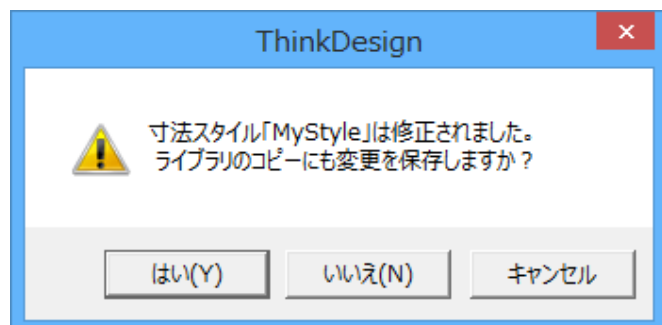 ThinkDesign
寸法スタイル「MyStyle」は修正されました。
ライブラリのコピーにも変更を保存しますか？
はい(Y) いいえ(N) キャンセル